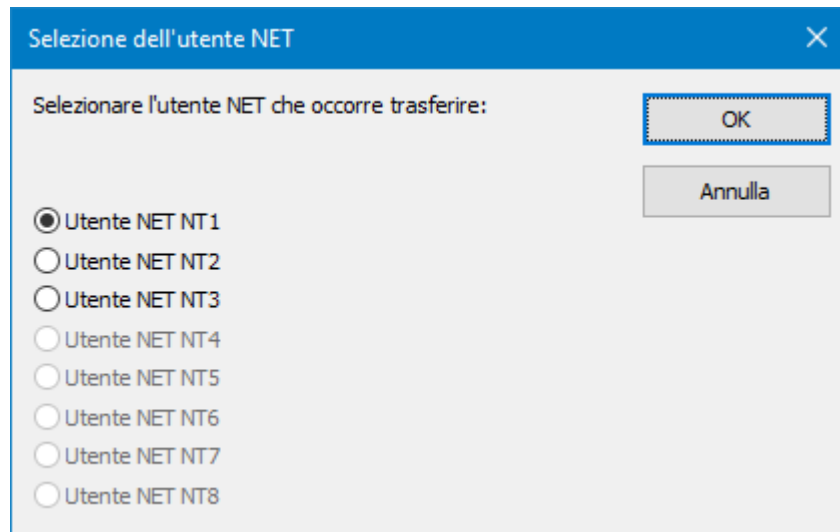 Selezione dell'utente NET
Selezionare l'utente NET che occorre trasferire:
OK
Annulla
Utente NET NT1
Utente NET NT2
Utente NET NT3
Utente NET NT4
Utente NET NT5
Utente NET NT6
Utente NET NT7
Utente NET NT8